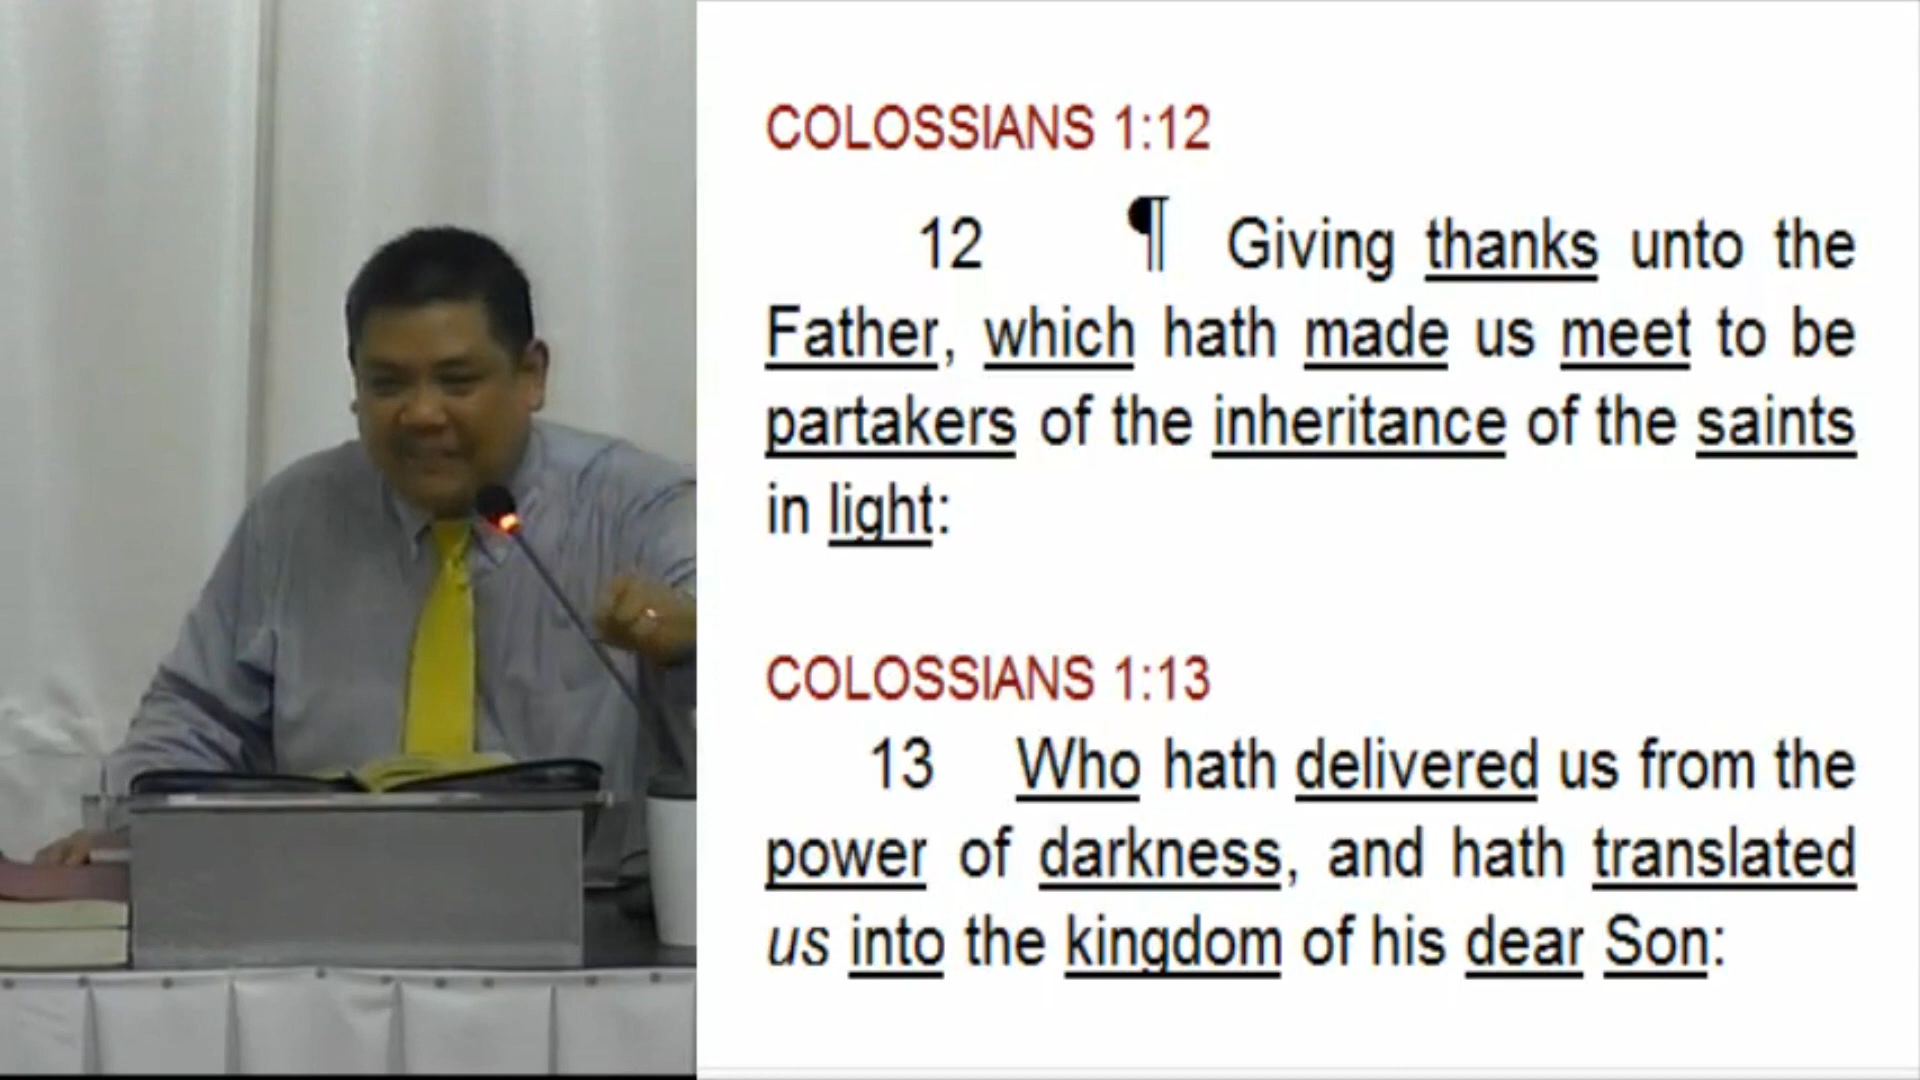 COLOSSIANS 1:12
12 ¶ Giving thanks unto the
Father, which hath made us meet to be
partakers of the inheritance of the saints
in light:
COLOSSIANS 1:13
13 Who hath delivered us from the
power of darkness, and hath translated
us into the kingdom of his dear Son: